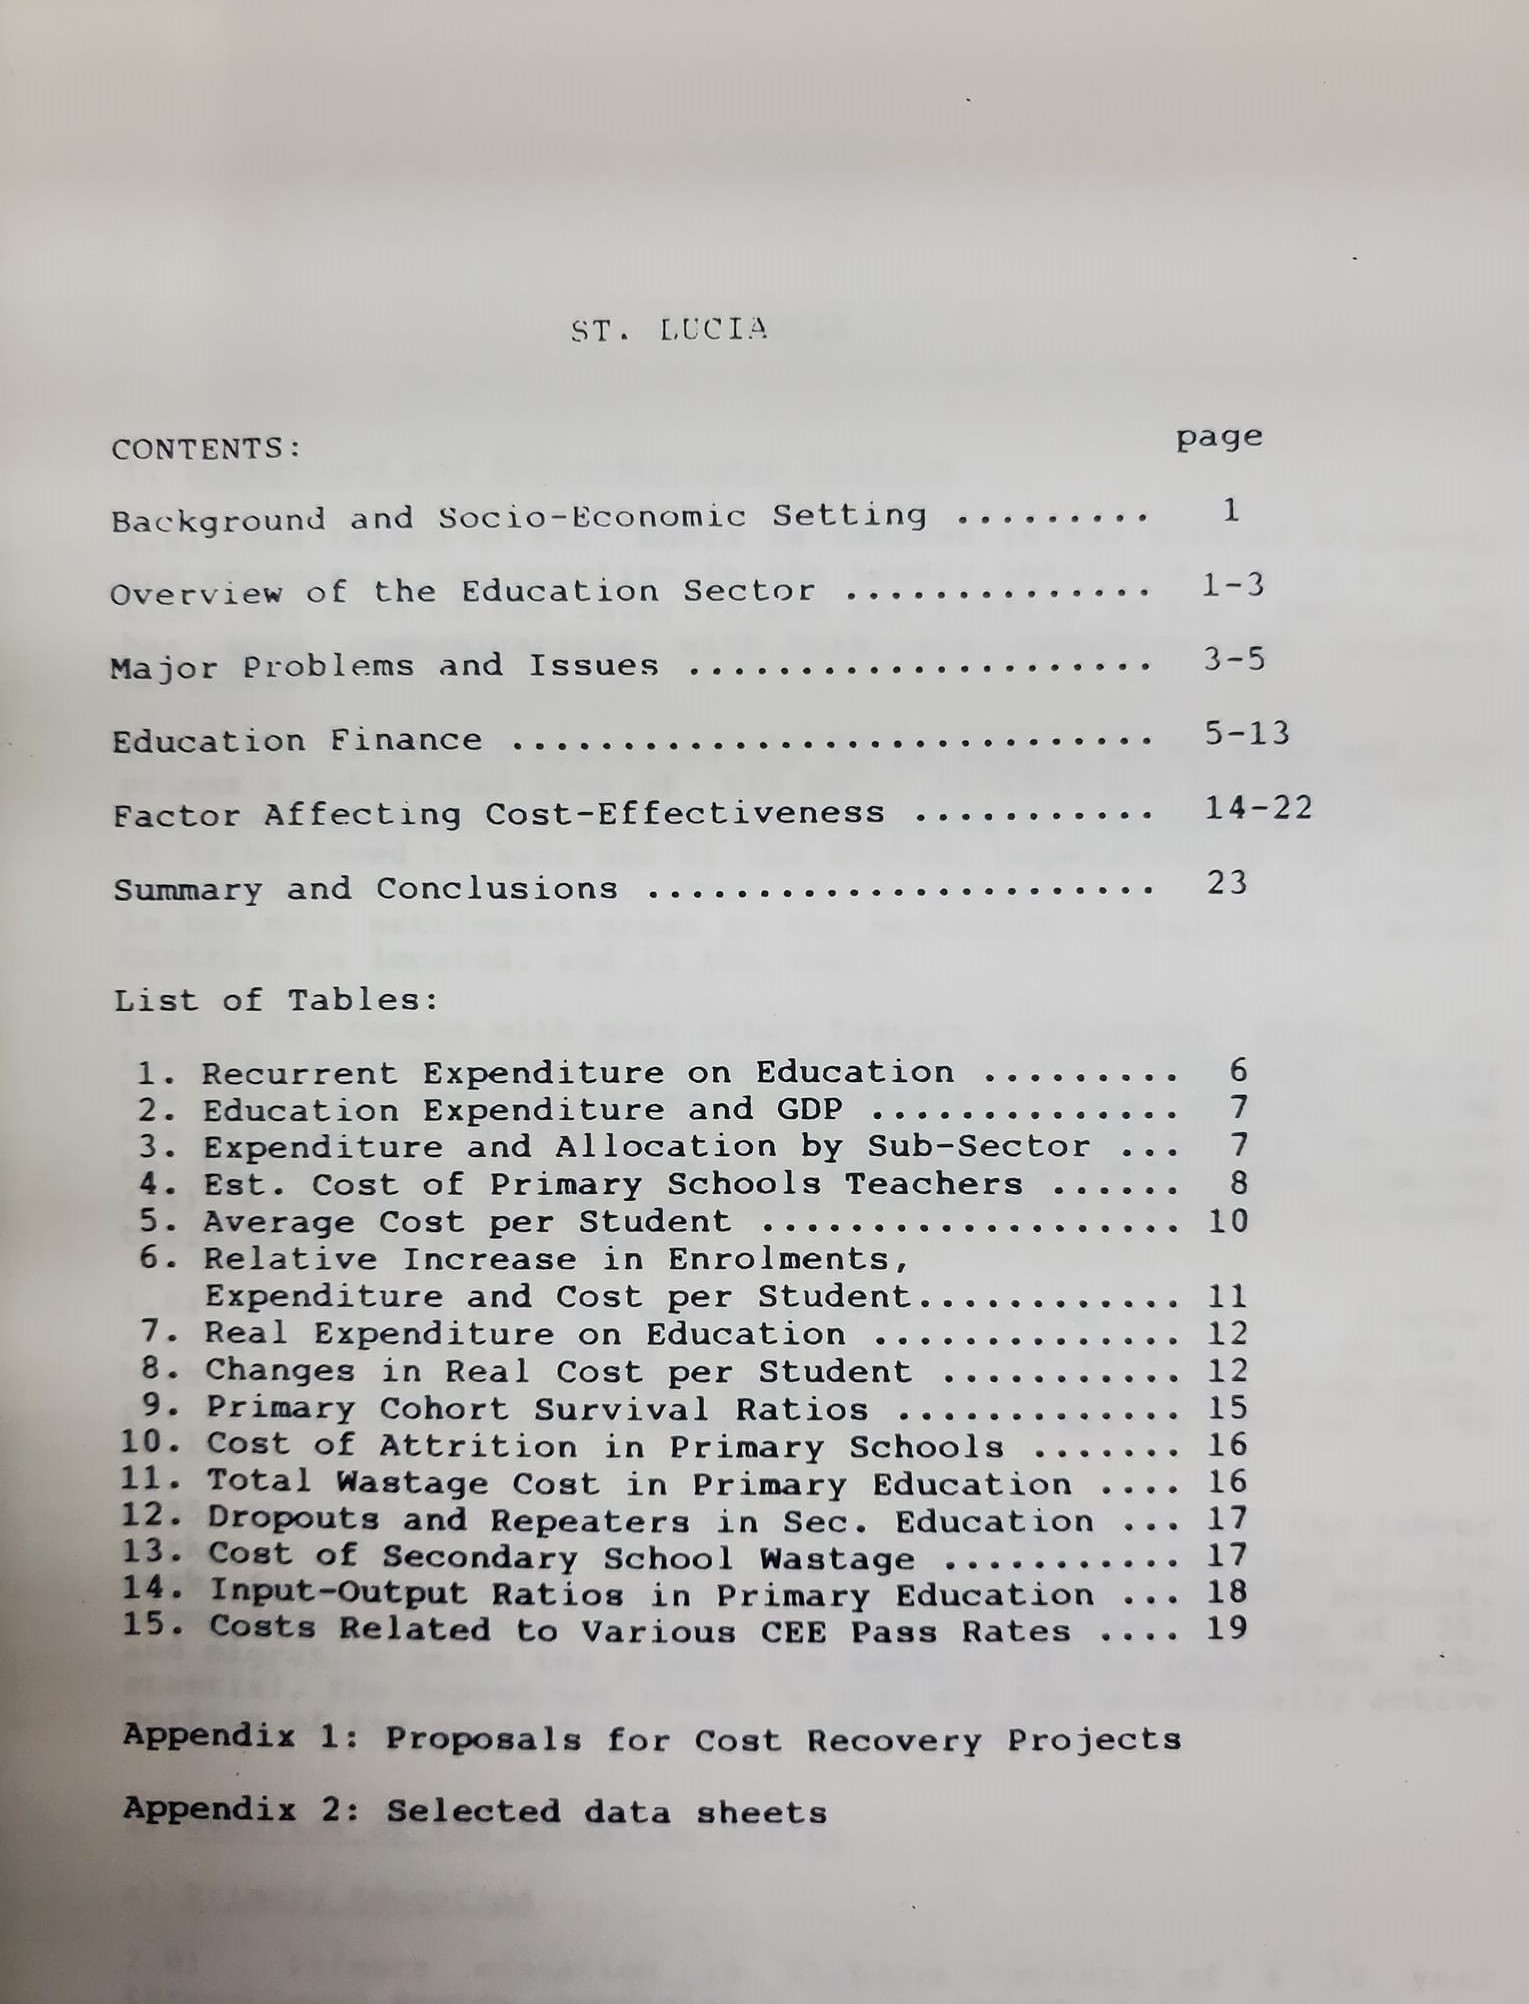 ST. LUCIA
CONTENTS: page
Background and Socio-Economic Setting ......... 1
Overview of the Education Sector .............. 1-3
Major Problems and Issues ...................... 3-5
Education Finance .............................. 5-13
Factor Affecting Cost-Effectiveness ........... 14-22
Summary and Conclusions ........................ 23
List of Tables:
1. Recurrent Expenditure on Education ......... 6
2. Education Expenditure and GDP .............. 7
3. Expenditure and Allocation by Sub-Sector ... 7
4. Est. Cost of Primary Schools Teachers ...... 8
5. Average Cost per Student ................... 10
6. Relative Increase in Enrolments,
Expenditure and Cost per Student............ 11
7. Real Expenditure on Education .............. 12
8. Changes in Real Cost per Student ........... 12
9. Primary Cohort Survival Ratios ............. 15
10. Cost of Attrition in Primary Schools ....... 16
11. Total Wastage Cost in Primary Education .... 16
12. Dropouts and Repeaters in Sec. Education ... 17
13. Cost of Secondary School Wastage ........... 17
14. Input-Output Ratios in Primary Education ... 18
15. Costs Related to Various CEE Pass Rates .... 19
Appendix 1: Proposals for Cost Recovery Projects
Appendix 2: Selected data sheets